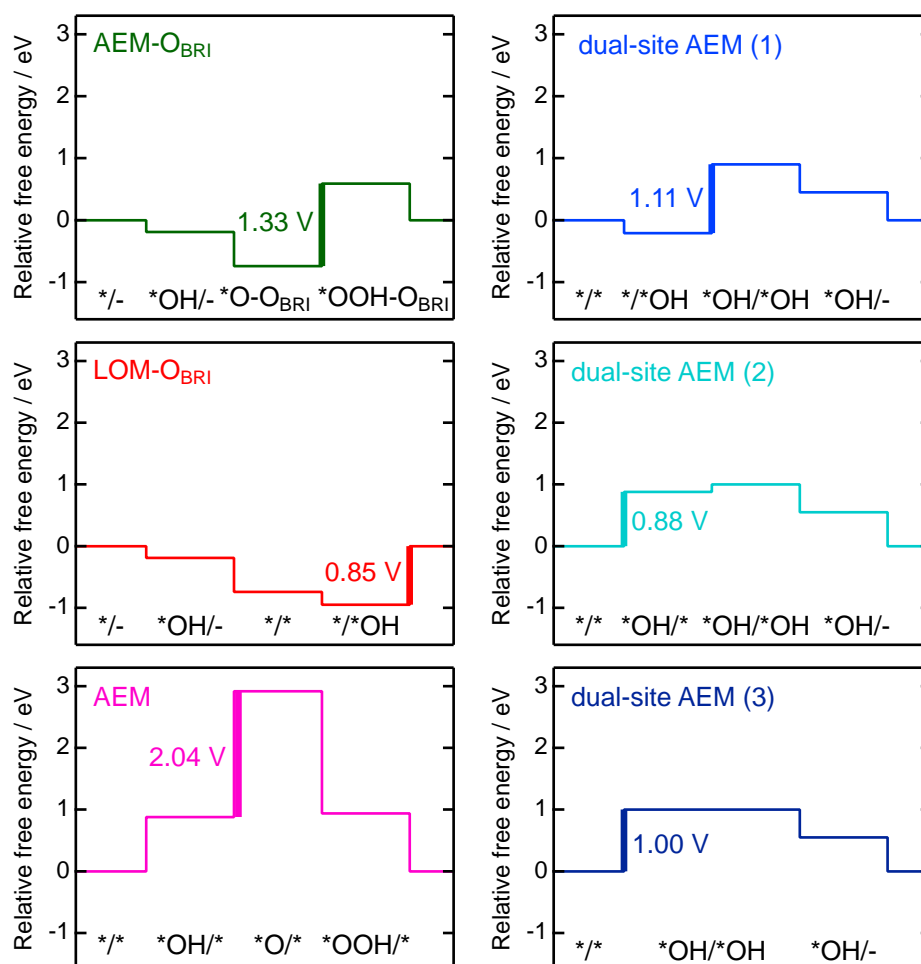 AEM-O_BRI
Relative free energy / eV
3
2
1
0
-1
1.33 V
*/-
*OH/-
*O-O_BRI
*OOH-O_BRI
dual-site AEM (1)
Relative free energy / eV
3
2
1
0
-1
1.11 V
*/*
*/*OH
*OH/*OH
*OH/-
LOM-O_BRI
Relative free energy / eV
3
2
1
0
-1
0.85 V
*/-
*OH/-
*/*
*/*OH
dual-site AEM (2)
Relative free energy / eV
3
2
1
0
-1
0.88 V
*/*
*OH/*
*OH/*OH
*OH/-
AEM
Relative free energy / eV
3
2
1
0
-1
2.04 V
*/*
*OH/*
*O/*
*OOH/*
dual-site AEM (3)
Relative free energy / eV
3
2
1
0
-1
1.00 V
*/*
*OH/*OH
*OH/-